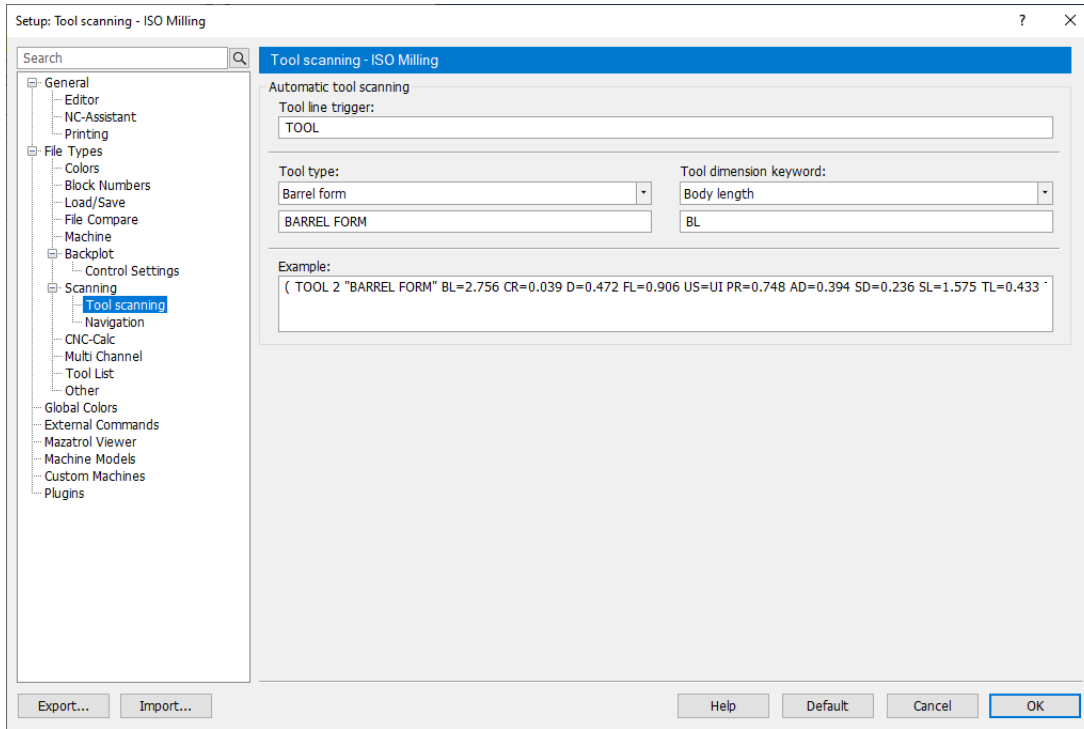 Setup: Tool scanning - ISO Milling
?
Search
General
Editor
NC-Assistant
Printing
File Types
Colors
Block Numbers
Load/Save
File Compare
Machine
Backplot
Control Settings
Scanning
Tool scanning
Navigation
CNC-Calc
Multi Channel
Tool List
Other
Global Colors
External Commands
Mazatrol Viewer
Machine Models
Custom Machines
Plugins
Tool scanning - ISO Milling
Automatic tool scanning
Tool line trigger:
TOOL
Tool type: Tool dimension keyword:
Barrel form Body length
BARREL FORM BL
Example:
( TOOL 2 "BARREL FORM" BL=2.756 CR=0.039 D=0.472 FL=0.906 US=UI PR=0.748 AD=0.394 SD=0.236 SL=1.575 TL=0.433
Export... Import... Help Default Cancel OK